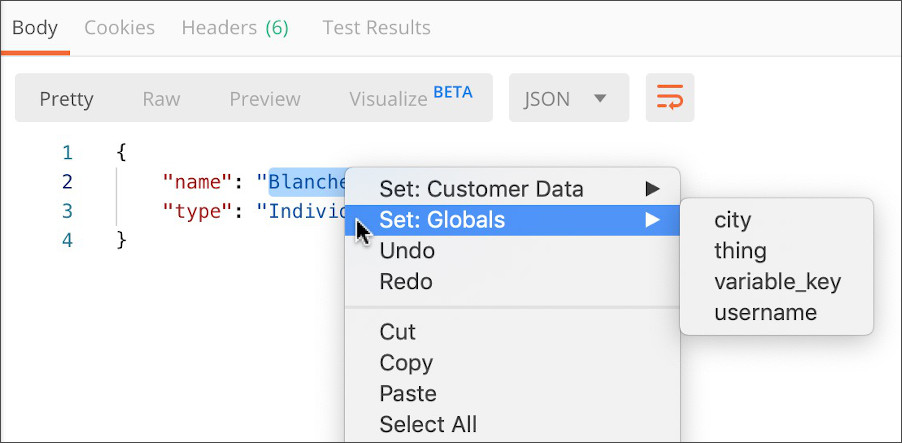 Body Cookies Headers (6) Test Results
Pretty Raw Preview Visualize BETA JSON
1 {
2 "name": "Blanche
3 "type": "Individ
4 }
Set: Customer Data
Set: Globals
Undo
Redo
Cut
Copy
Paste
Select All
city
thing
variable_key
username